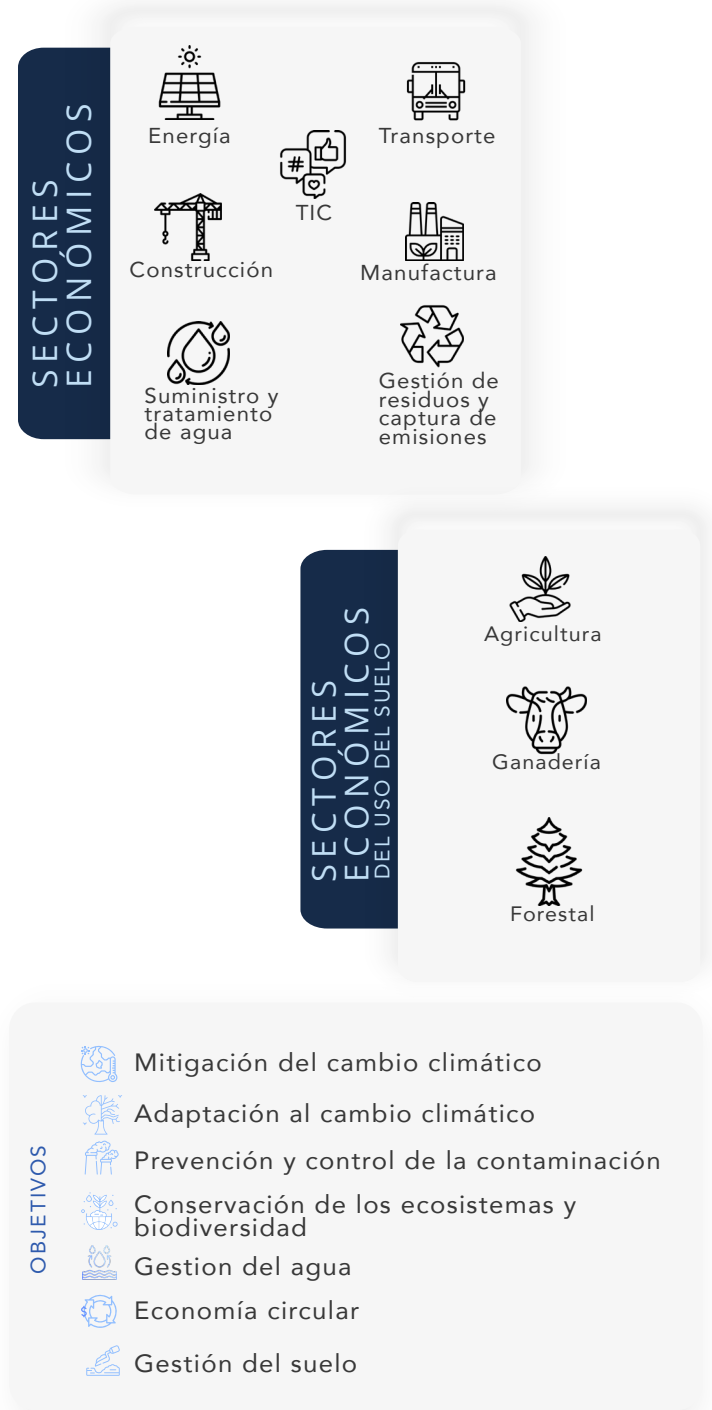 SECTORES
ECONÓMICOS
Energía
Transporte
#
TIC
Construcción
Manufactura
Suministro y
tratamiento
de agua
Gestión de
residuos y
captura de
emisiones
SECTORES
ECONÓMICOS
DEL USO DEL SUELO
Agricultura
Ganadería
Forestal
OBJETIVOS
Mitigación del cambio climático
Adaptación al cambio climático
Prevención y control de la contaminación
Conservación de los ecosistemas y
biodiversidad
Gestion del agua
$
Economía circular
Gestión del suelo